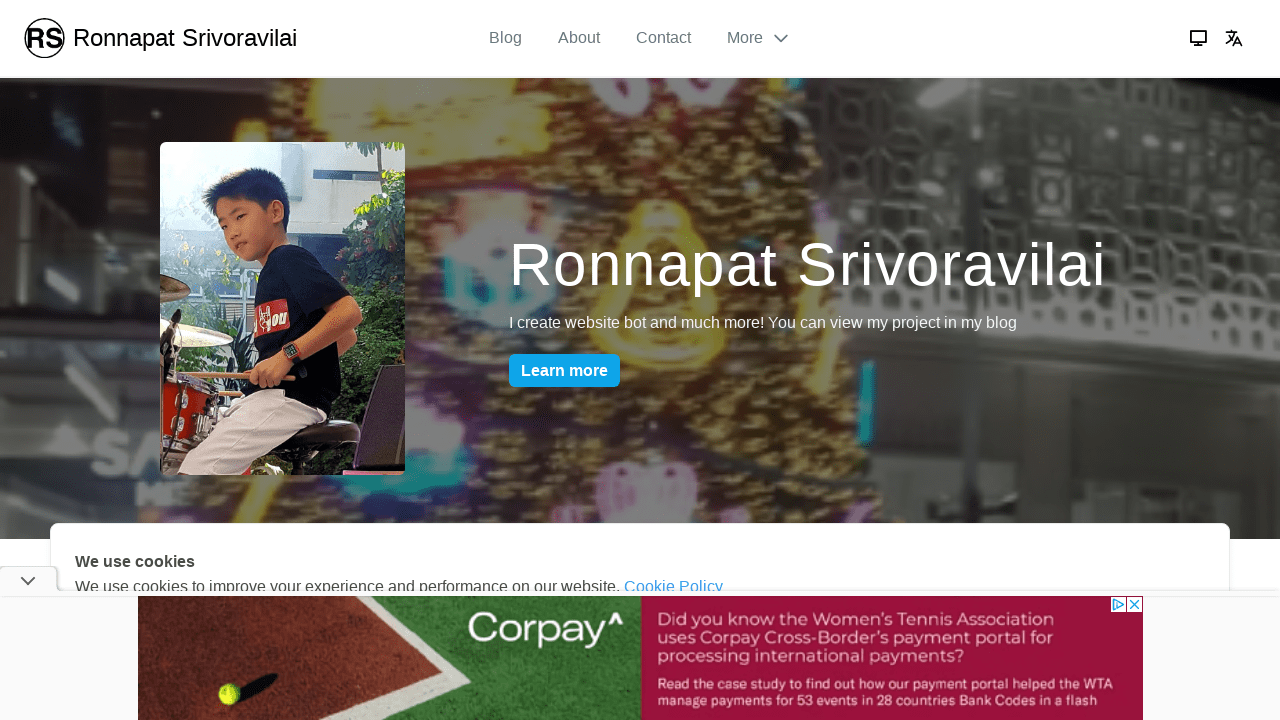 RS Ronnapat Srivoravilai
Blog About Contact More
Ronnapat Srivoravilai
I create website bot and much more! You can view my project in my blog
Learn more
We use cookies
We use cookies to improve your experience and performance on our website. Cookie Policy
Corpay^
Did you know the Women's Tennis Association
uses Corpay Cross-Border's payment portal for
processing international payments?
Read the case study to find out how our payment portal helped the WTA
manage payments for 53 events in 28 countries Bank Codes in a flash